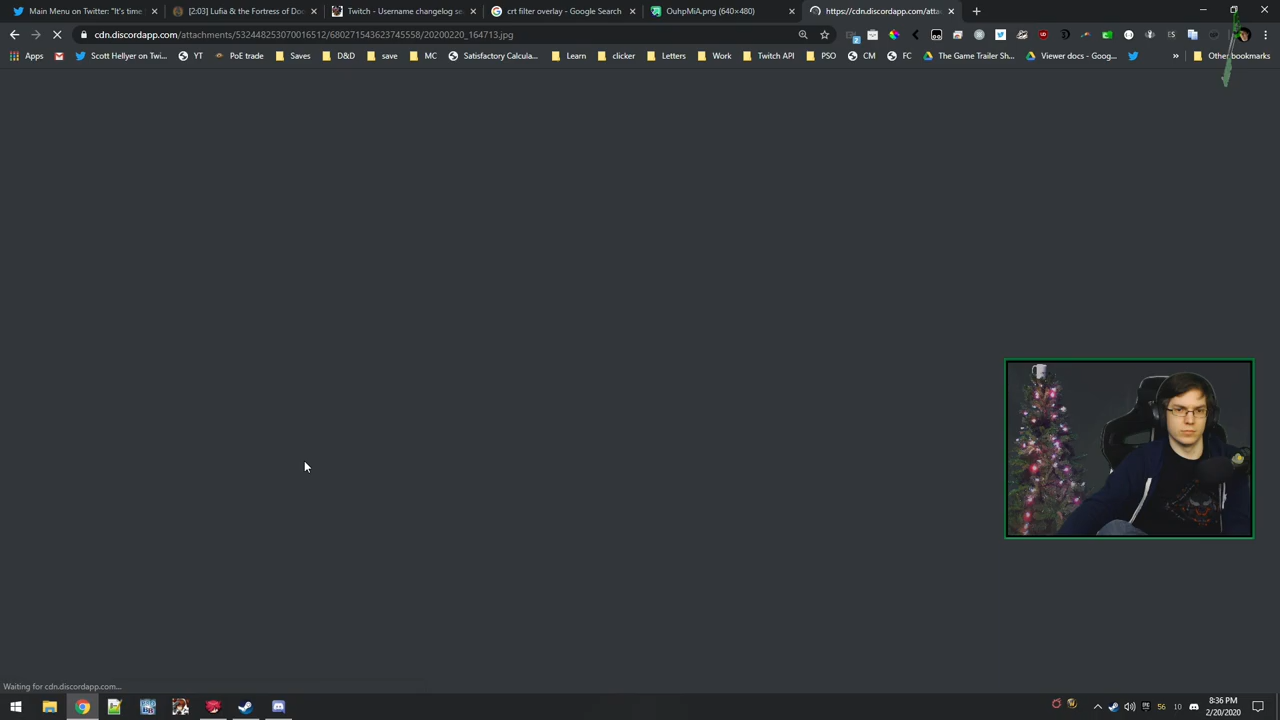 Main Menu on Twitter: "It's time
[2:03] Lufia & the Fortress of Doo
Twitch - Username changelog se
crt filter overlay - Google Search
OuhpMiA.png (640×480)
https://cdn.discordapp.com/atta
cdn.discordapp.com/attachments/532448253070016512/680271543623745558/20200220_164713.jpg
Apps
Scott Hellyer on Twi...
YT
PoE trade
Saves
D&D
save
MC
Satisfactory Calcula...
Learn
clicker
Letters
Work
Twitch API
PSO
CM
FC
The Game Trailer Sh...
Viewer docs - Goog...
»
Other bookmarks
Waiting for cdn.discordapp.com...
56
10
8:36 PM
2/20/2020